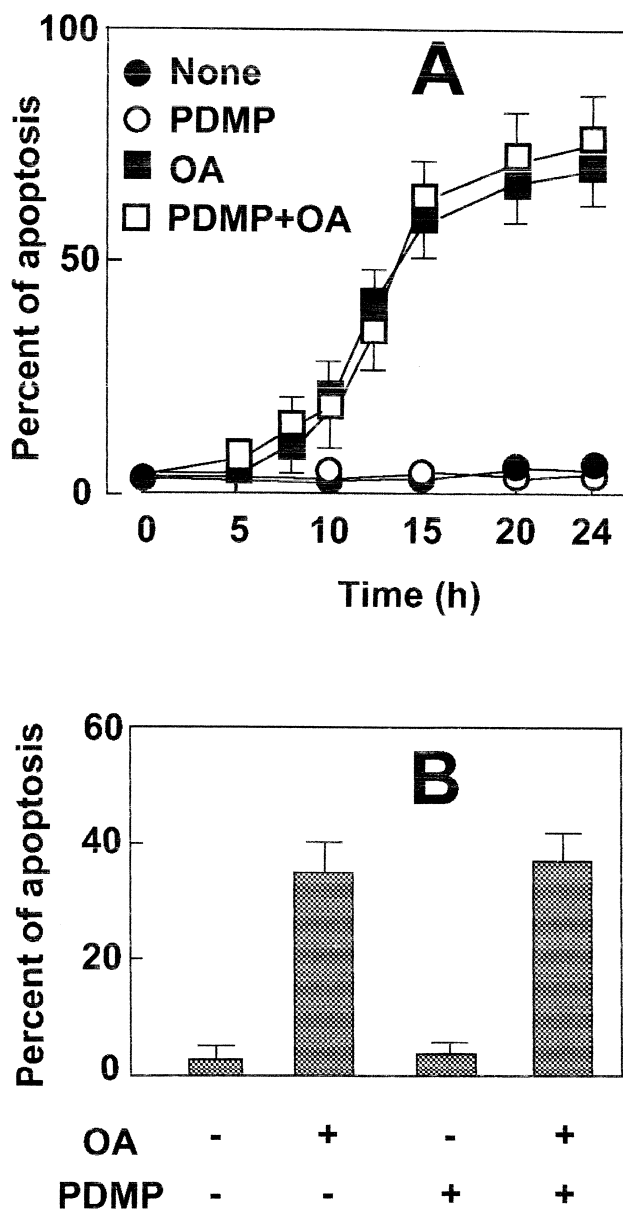 100
A
None
PDMP
OA
PDMP+OA
50
0
Percent of apoptosis
0 5 10 15 20 24
Time (h)
60
B
40
20
0
Percent of apoptosis
OA - + - +
PDMP - - + +